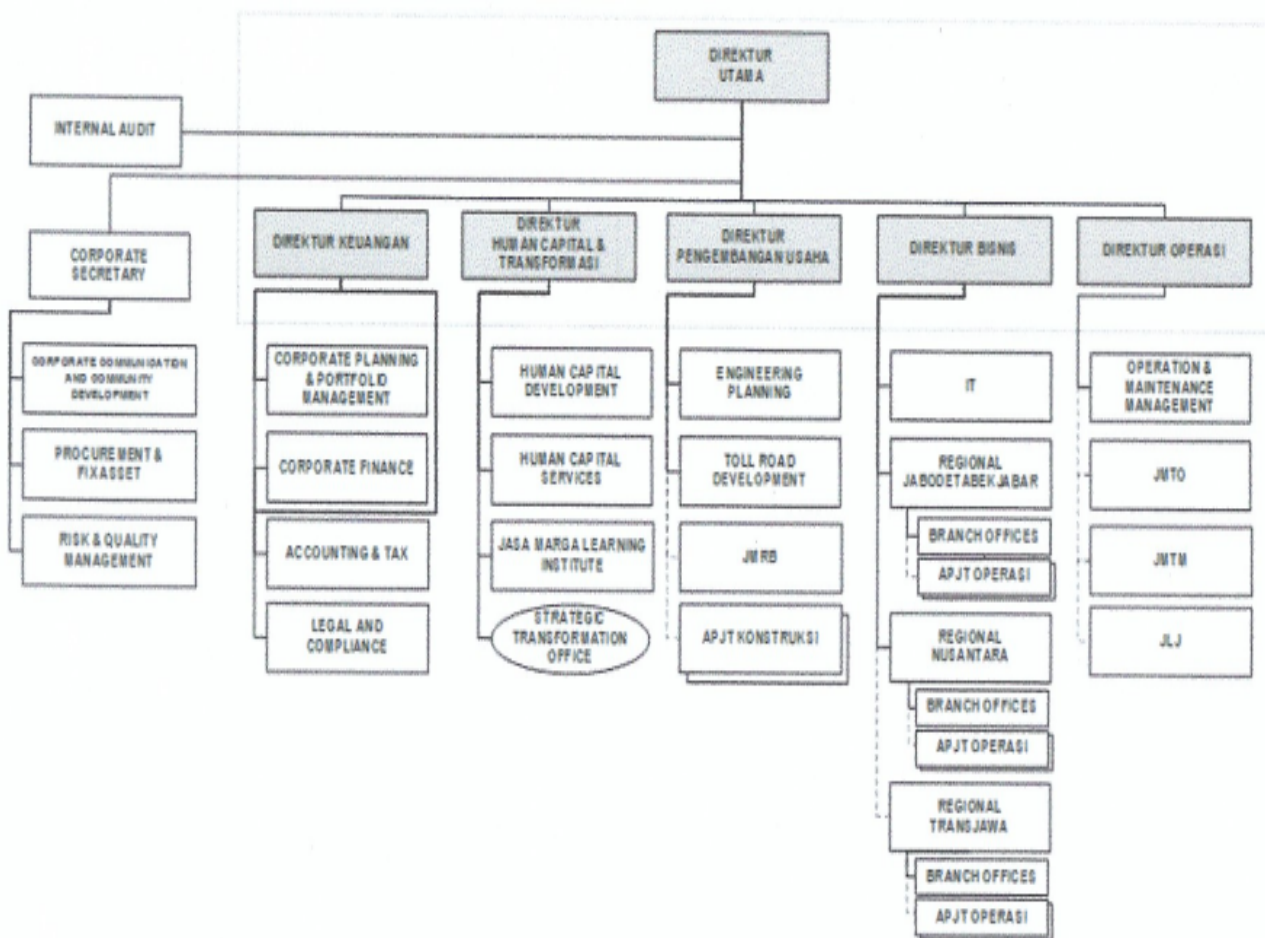 DIREKTUR
UTAMA
INTERNAL AUDIT
CORPORATE
SECRETARY
DIREKTUR KEUANGAN
DIREKTUR
HUMAN CAPITAL &
TRANSFORMASI
DIREKTUR
PENGEMBANGAN USAHA
DIREKTUR BISNIS
DIREKTUR OPERASI
CORPORATE COMMUNICATION
AND COMMUNITY
DEVELOPMENT
PROCUREMENT &
FIXASSET
RISK & QUALITY
MANAGEMENT
CORPORATE PLANNING
& PORTFOLIO
MANAGEMENT
CORPORATE FINANCE
ACCOUNTING & TAX
LEGAL AND
COMPLIANCE
HUMAN CAPITAL
DEVELOPMENT
HUMAN CAPITAL
SERVICES
JASA MARGA LEARNING
INSTITUTE
STRATEGIC
TRANSFORMATION
OFFICE
ENGINEERING
PLANNING
TOLL ROAD
DEVELOPMENT
JMRB
APJT KONSTRUKSI
IT
REGIONAL
JABODETABEKJABAR
BRANCH OFFICES
APJT OPERASI
REGIONAL
NUSANTARA
BRANCH OFFICES
APJT OPERASI
REGIONAL
TRANSJAWA
BRANCH OFFICES
APJT OPERASI
OPERATION &
MAINTENANCE
MANAGEMENT
JMTO
JMTM
JLJ